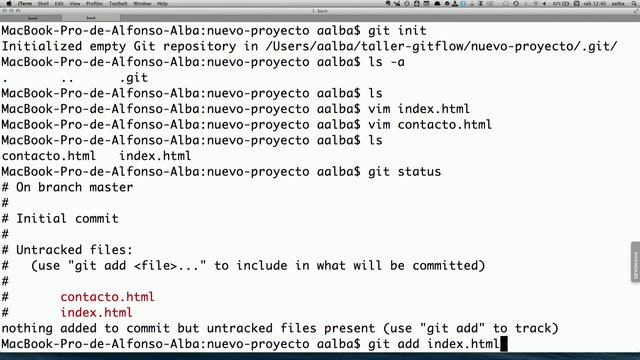 iTerm Shell Edit View Profiles Toolbelt Window Help
sáb 12:40 aalba
1. bash
bash bash
MacBook-Pro-de-Alfonso-Alba:nuevo-proyecto aalba$ git init
Initialized empty Git repository in /Users/aalba/taller-gitflow/nuevo-proyecto/.git/
MacBook-Pro-de-Alfonso-Alba:nuevo-proyecto aalba$ ls -a
. .. .git
MacBook-Pro-de-Alfonso-Alba:nuevo-proyecto aalba$ ls
MacBook-Pro-de-Alfonso-Alba:nuevo-proyecto aalba$ vim index.html
MacBook-Pro-de-Alfonso-Alba:nuevo-proyecto aalba$ vim contacto.html
MacBook-Pro-de-Alfonso-Alba:nuevo-proyecto aalba$ ls
contacto.html index.html
MacBook-Pro-de-Alfonso-Alba:nuevo-proyecto aalba$ git status
# On branch master
#
# Initial commit
#
# Untracked files:
#   (use "git add <file>..." to include in what will be committed)
#
#       contacto.html
#       index.html
nothing added to commit but untracked files present (use "git add" to track)
MacBook-Pro-de-Alfonso-Alba:nuevo-proyecto aalba$ git add index.html